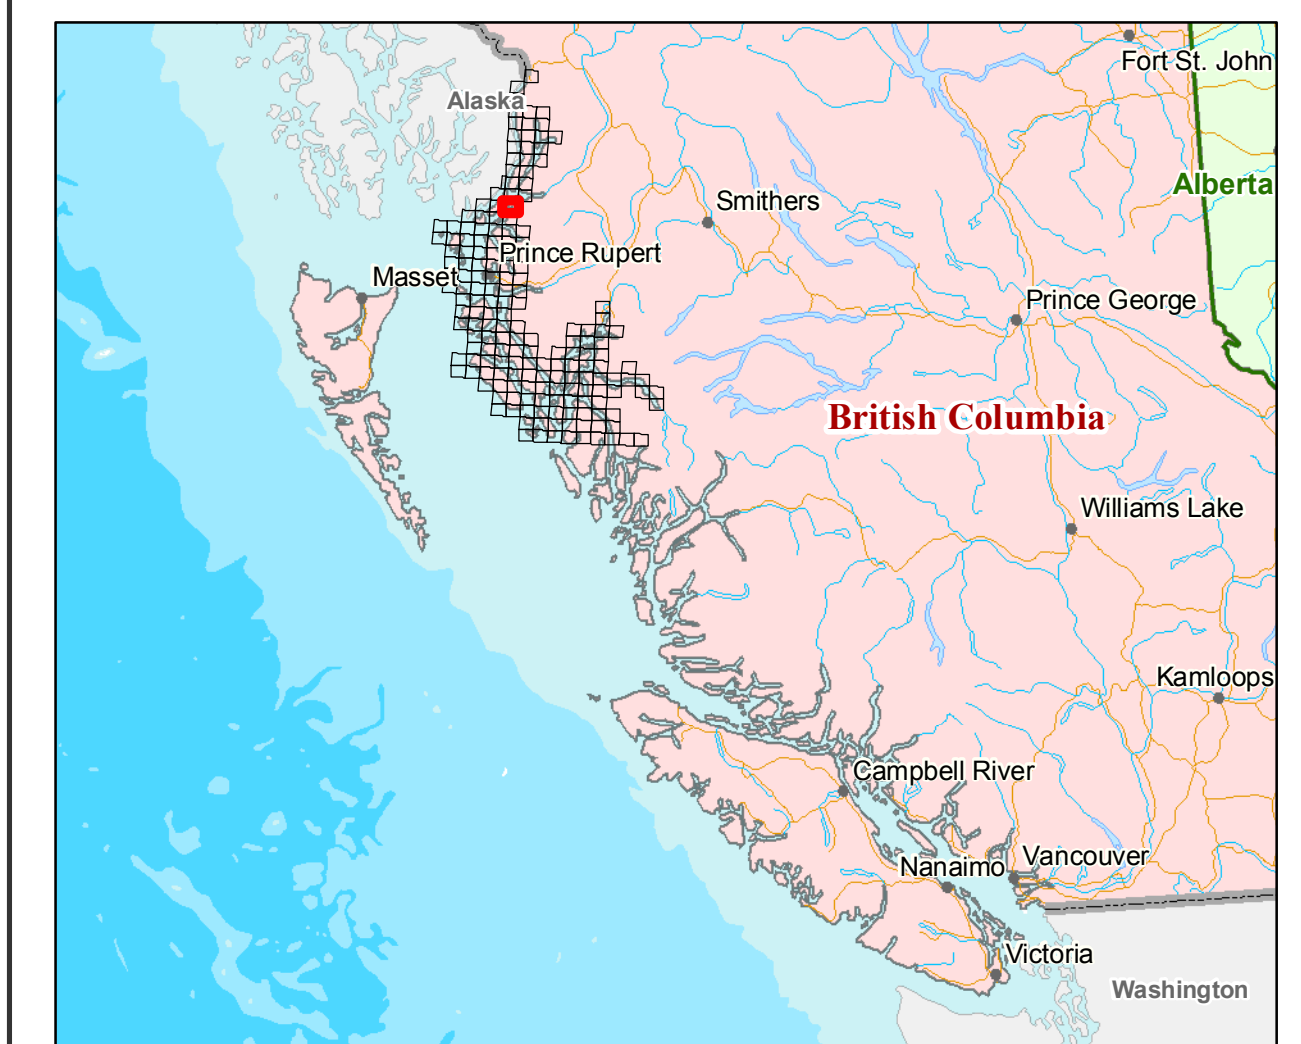 Fort St. John
Alaska
Alberta
Smithers
Prince Rupert
Masset
Prince George
British Columbia
Williams Lake
Kamloops
Campbell River
Vancouver
Nanaimo
Victoria
Washington